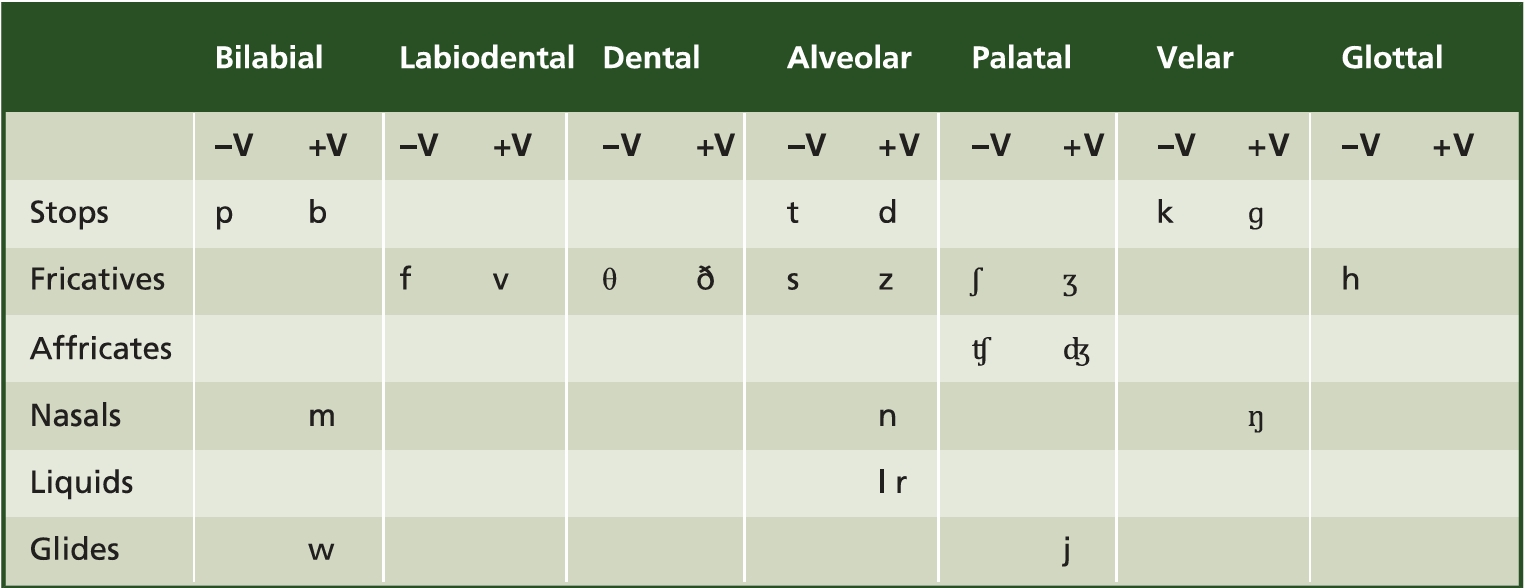 Bilabial Labiodental Dental Alveolar Palatal Velar Glottal
–V +V –V +V –V +V –V +V –V +V –V +V –V +V
Stops p b t d k ɡ
Fricatives f v θ ð s z ʃ ʒ h
Affricates ʧ ʤ
Nasals m n ŋ
Liquids l r
Glides w j